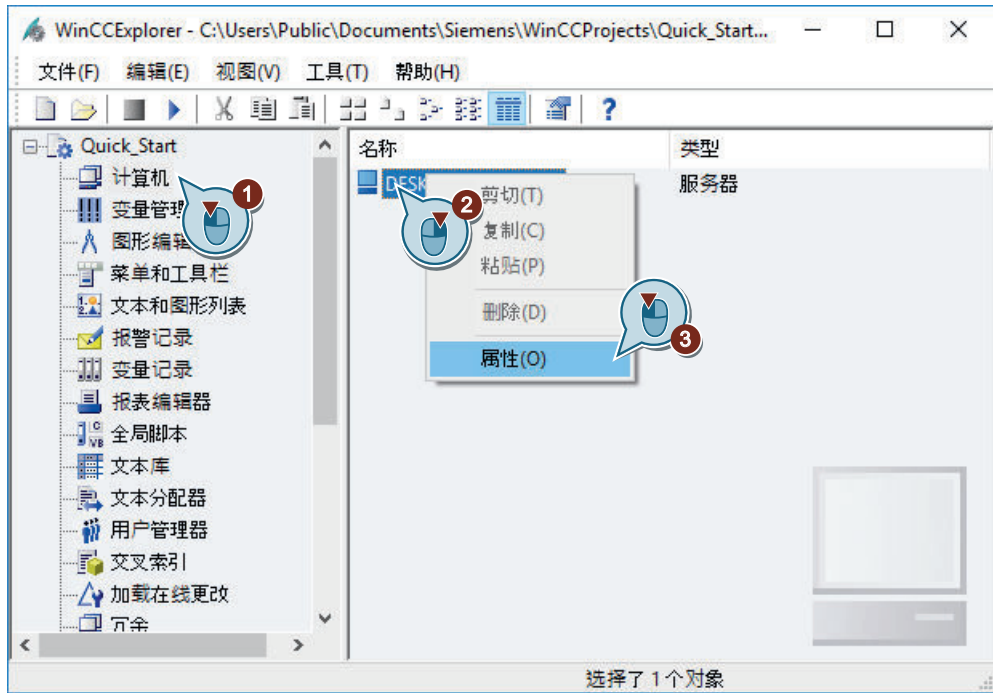 WinCCExplorer - C:\Users\Public\Documents\Siemens\WinCCProjects\Quick_Start...
文件(F) 编辑(E) 视图(V) 工具(T) 帮助(H)
Quick_Start
计算机
变量管理
图形编辑
菜单和工具栏
文本和图形列表
报警记录
变量记录
报表编辑器
全局脚本
文本库
文本分配器
用户管理器
交叉索引
加载在线更改
冗余
名称 类型
DESK 服务器
剪切(T)
复制(C)
粘贴(P)
删除(D)
属性(O)
1
2
3
选择了 1 个对象